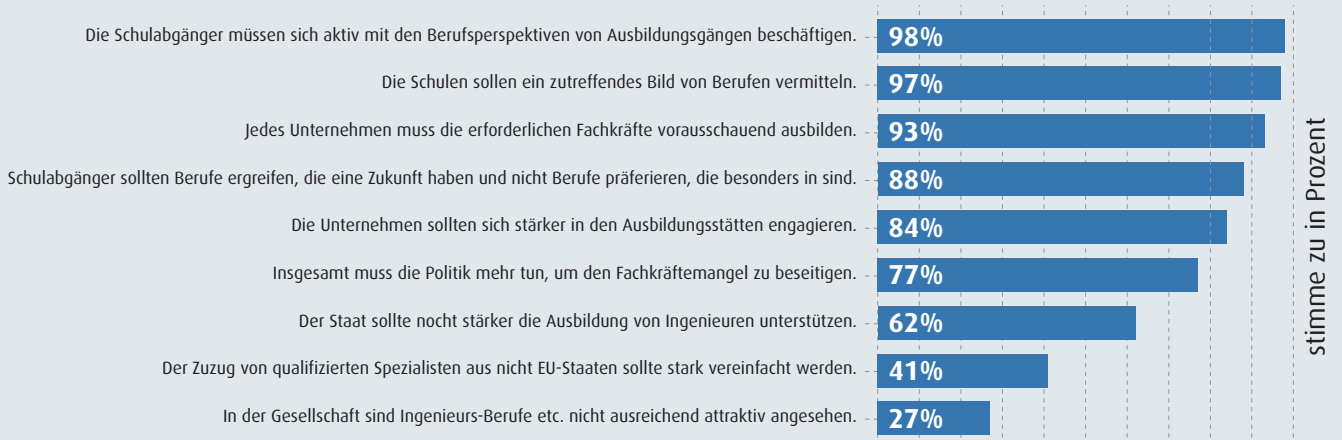 Die Schulabgänger müssen sich aktiv mit den Berufsperspektiven von Ausbildungsgängen beschäftigen. 98%
Die Schulen sollen ein zutreffendes Bild von Berufen vermitteln. 97%
Jedes Unternehmen muss die erforderlichen Fachkräfte vorausschauend ausbilden. 93%
Schulabgänger sollten Berufe ergreifen, die eine Zukunft haben und nicht Berufe präferieren, die besonders in sind. 88%
Die Unternehmen sollten sich stärker in den Ausbildungsstätten engagieren. 84%
Insgesamt muss die Politik mehr tun, um den Fachkräftemangel zu beseitigen. 77%
Der Staat sollte nocht stärker die Ausbildung von Ingenieuren unterstützen. 62%
Der Zuzug von qualifizierten Spezialisten aus nicht EU-Staaten sollte stark vereinfacht werden. 41%
In der Gesellschaft sind Ingenieurs-Berufe etc. nicht ausreichend attraktiv angesehen. 27%
stimme zu in Prozent